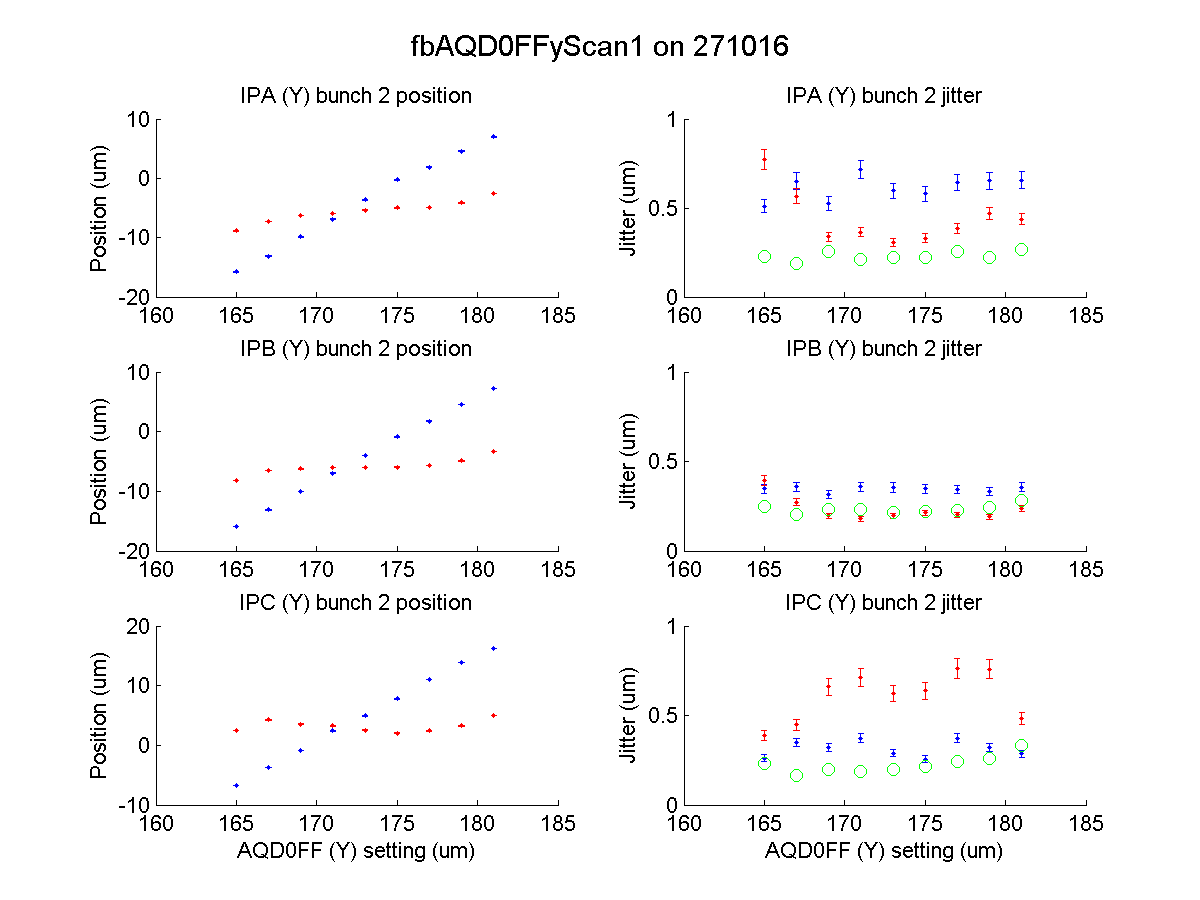 fbAQD0FFyScan1 on 271016
IPA (Y) bunch 2 position
Position (um)
10
0
-10
-20
160 165 170 175 180 185
IPA (Y) bunch 2 jitter
Jitter (um)
1
0.5
0
160 165 170 175 180 185
IPB (Y) bunch 2 position
Position (um)
10
0
-10
-20
160 165 170 175 180 185
IPB (Y) bunch 2 jitter
Jitter (um)
1
0.5
0
160 165 170 175 180 185
IPC (Y) bunch 2 position
Position (um)
20
10
0
-10
160 165 170 175 180 185
AQD0FF (Y) setting (um)
IPC (Y) bunch 2 jitter
Jitter (um)
1
0.5
0
160 165 170 175 180 185
AQD0FF (Y) setting (um)